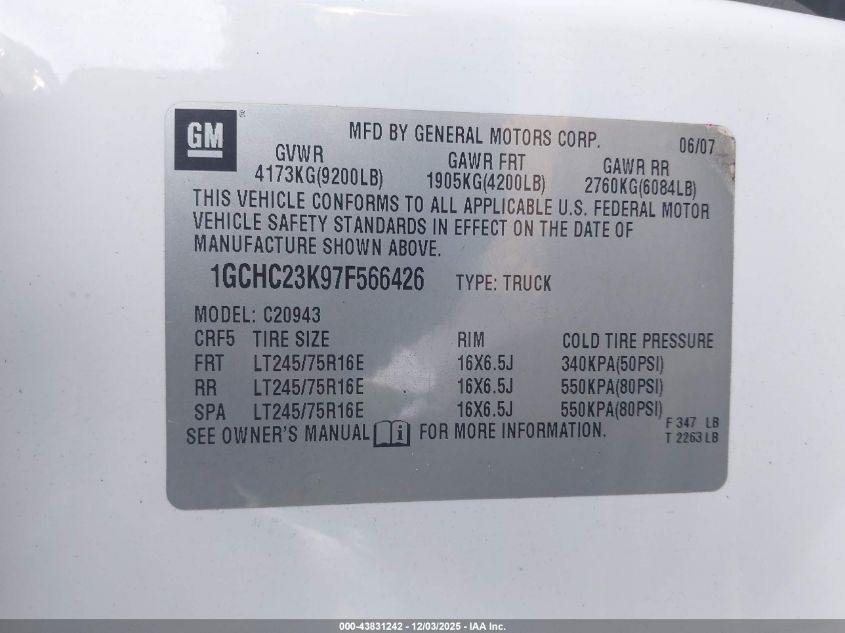 GM ®
MFD BY GENERAL MOTORS CORP. 06/07
GVWR GAWR FRT GAWR RR
4173KG(9200LB) 1905KG(4200LB) 2760KG(6084LB)
THIS VEHICLE CONFORMS TO ALL APPLICABLE U.S. FEDERAL MOTOR
VEHICLE SAFETY STANDARDS IN EFFECT ON THE DATE OF
MANUFACTURE SHOWN ABOVE.
1GCHC23K97F566426 TYPE: TRUCK
MODEL: C20943
CRF5 TIRE SIZE RIM COLD TIRE PRESSURE
FRT LT245/75R16E 16X6.5J 340KPA(50PSI)
RR LT245/75R16E 16X6.5J 550KPA(80PSI)
SPA LT245/75R16E 16X6.5J 550KPA(80PSI)
SEE OWNER'S MANUAL i FOR MORE INFORMATION.
F 347 LB
T 2263 LB
000-43831242 - 12/03/2025 - IAA Inc.